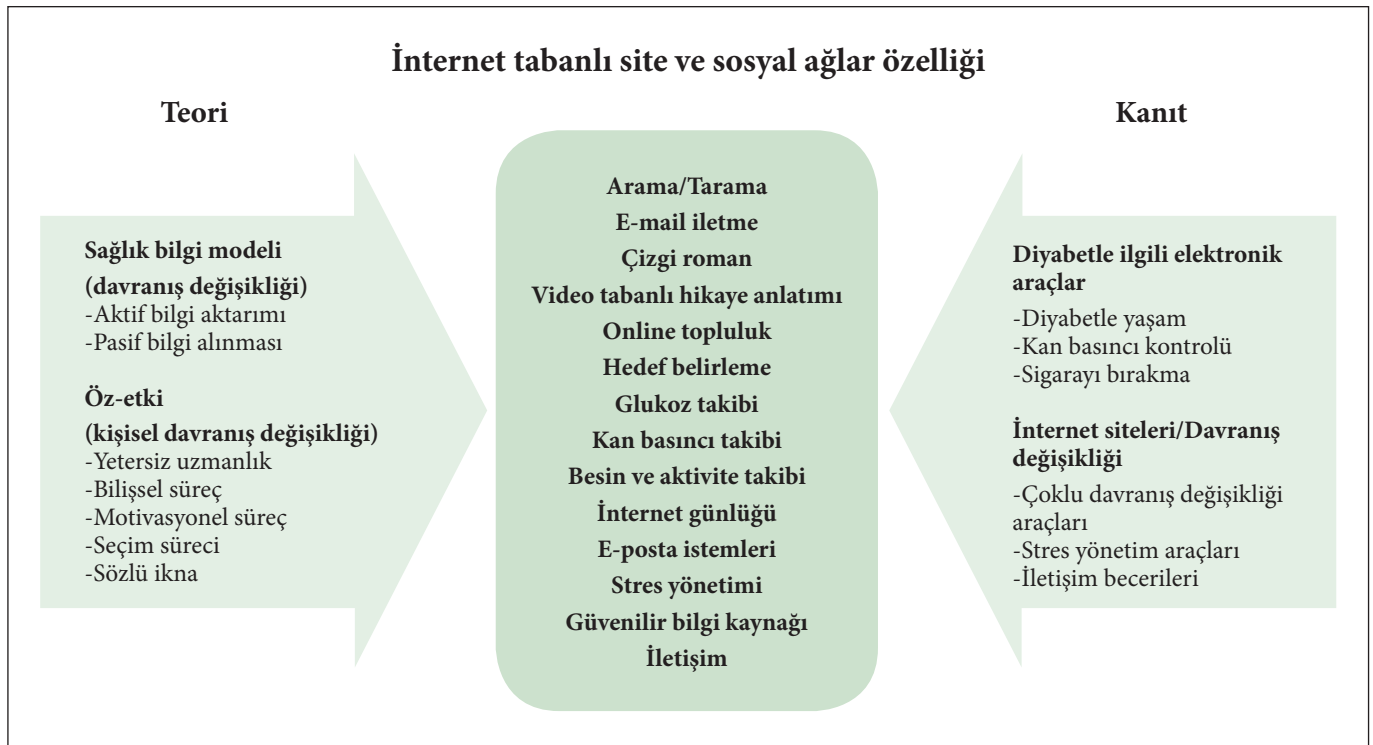 İnternet tabanlı site ve sosyal ağlar özelliği
Teori
Sağlık bilgi modeli
(davranış değişikliği)
-Aktif bilgi aktarımı
-Pasif bilgi alınması
Öz-etki
(kişisel davranış değişikliği)
-Yetersiz uzmanlık
-Bilişsel süreç
-Motivasyonel süreç
-Seçim süreci
-Sözlü ikna
Arama/Tarama
E-mail iletme
Çizgi roman
Video tabanlı hikaye anlatımı
Online topluluk
Hedef belirleme
Glukoz takibi
Kan basıncı takibi
Besin ve aktivite takibi
İnternet günlüğü
E-posta istemleri
Stres yönetimi
Güvenilir bilgi kaynağı
İletişim
Kanıt
Diyabetle ilgili elektronik
araçlar
-Diyabetle yaşam
-Kan basıncı kontrolü
-Sigarayı bırakma
İnternet siteleri/Davranış
değişikliği
-Çoklu davranış değişikliği
araçları
-Stres yönetim araçları
-İletişim becerileri